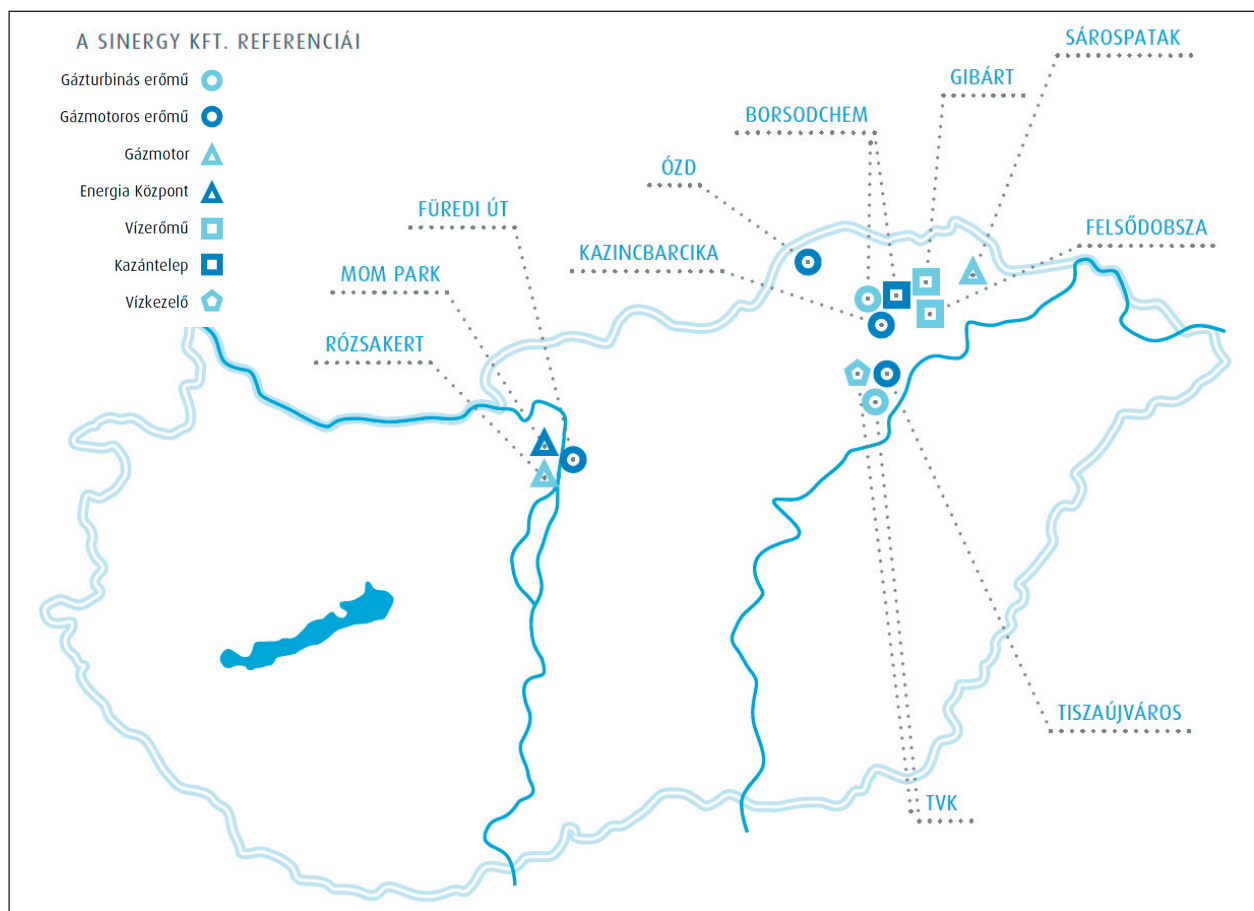 A SINERGY KFT. REFERENCIÁI
Gázturbinás erőmű
Gázmotoros erőmű
Gázmotor
Energia Központ
Vízerőmű
Kazántelep
Vízkezelő
SÁROSPATAK
GIBÁRT
BORSODCHEM
ÓZD
FÜREDI ÚT
KAZINCBARCIKA
FELSŐDOBSZA
MOM PARK
RÓZSAKERT
TISZAÚJVÁROS
TVK